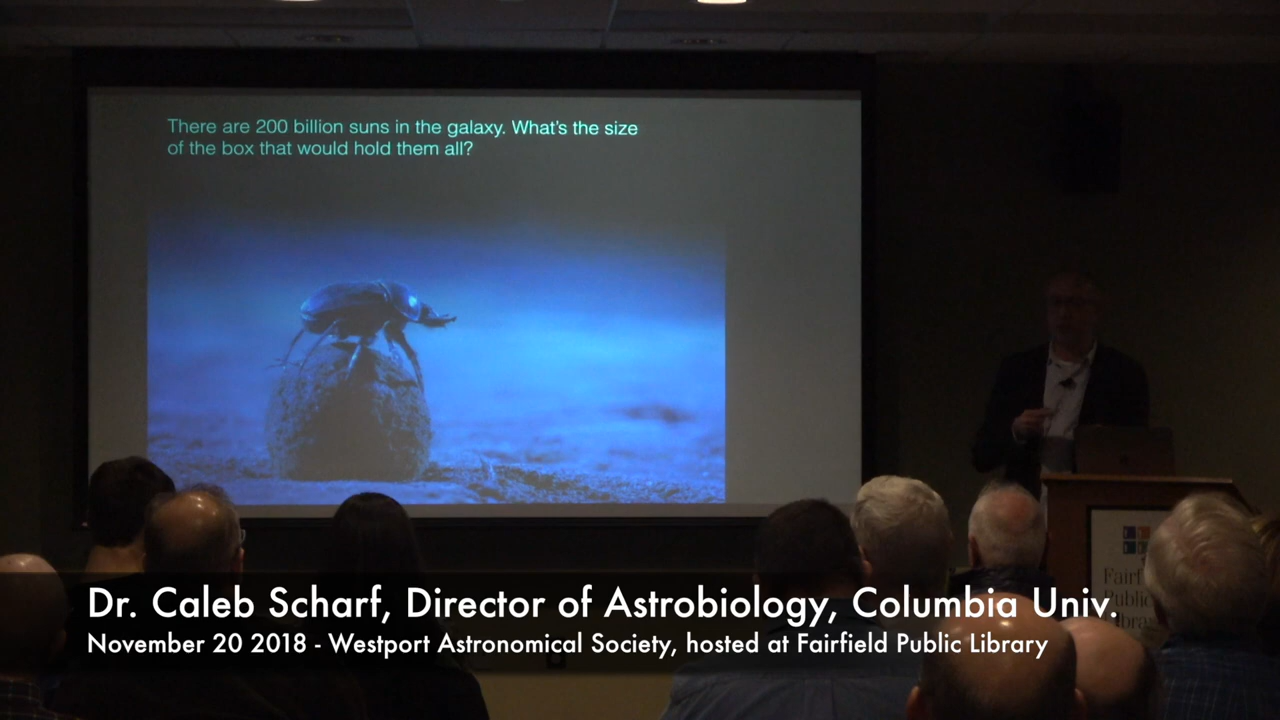 There are 200 billion suns in the galaxy. What's the size
of the box that would hold them all?
Dr. Caleb Scharf, Director of Astrobiology, Columbia Univ.
November 20 2018 - Westport Astronomical Society, hosted at Fairfield Public Library
Public